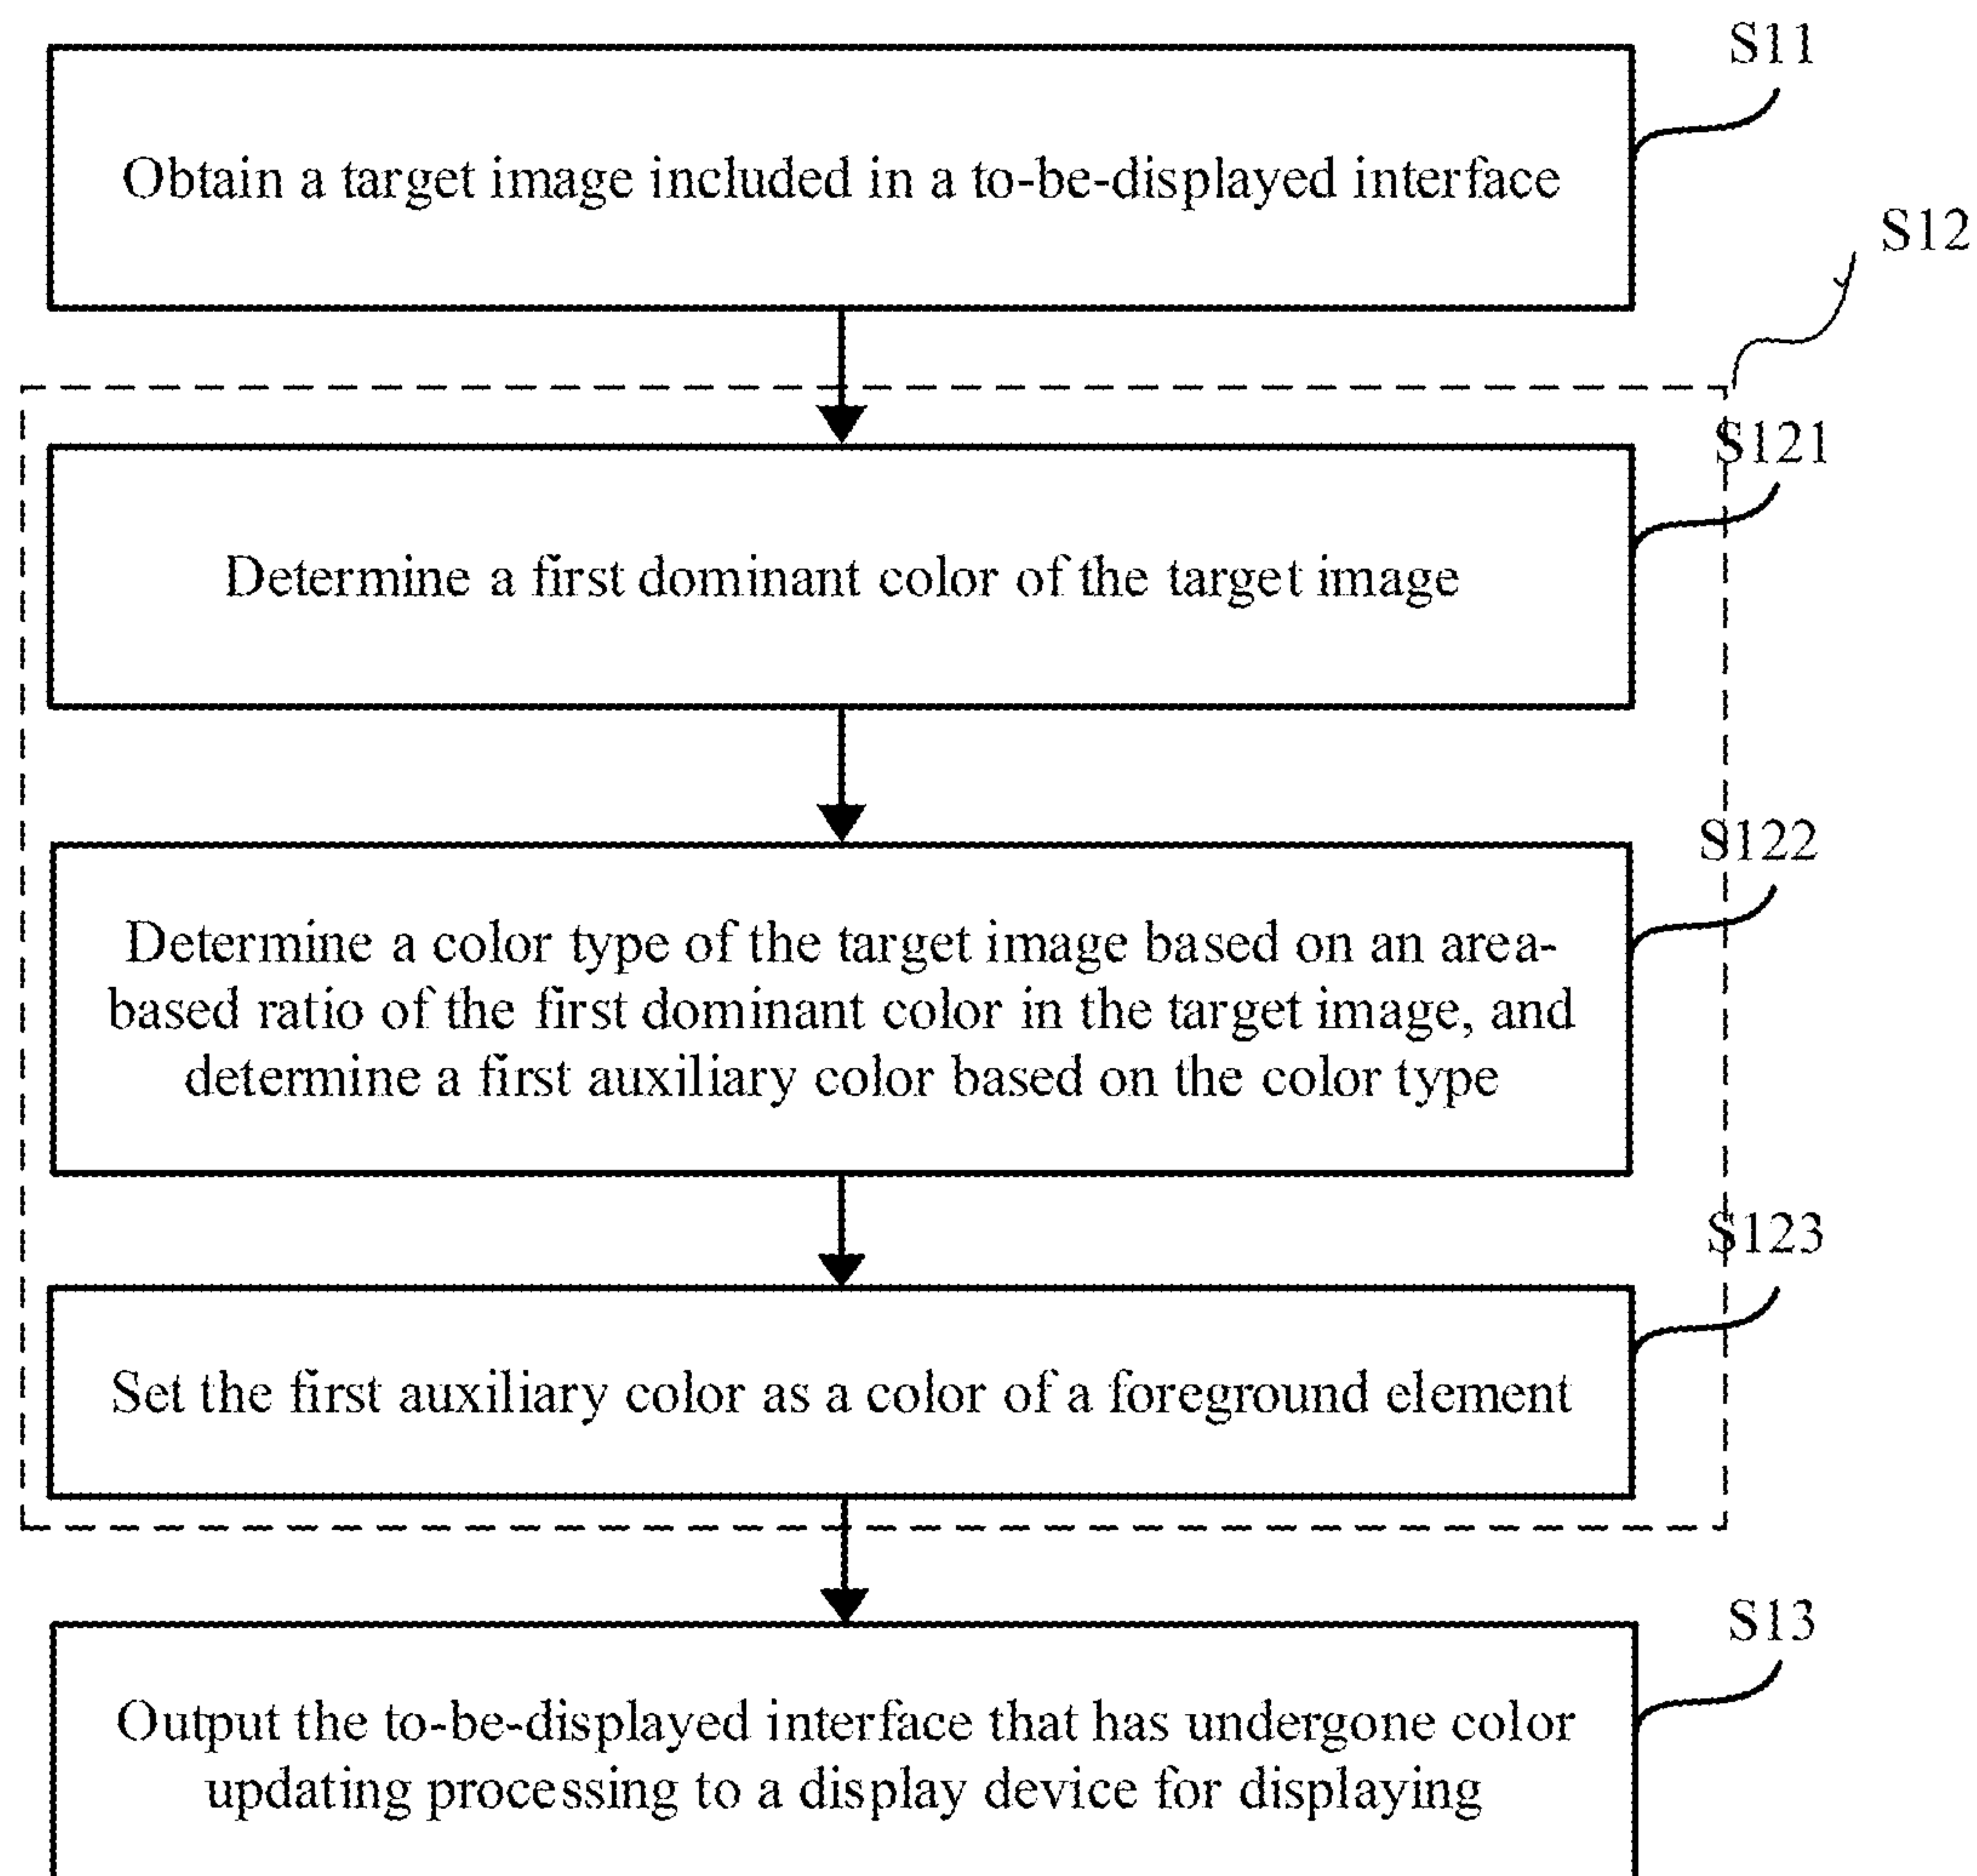 S11
Obtain a target image included in a to-be-displayed interface
S12
S121
Determine a first dominant color of the target image
S122
Determine a color type of the target image based on an area-
based ratio of the first dominant color in the target image, and
determine a first auxiliary color based on the color type
S123
Set the first auxiliary color as a color of a foreground element
S13
Output the to-be-displayed interface that has undergone color
updating processing to a display device for displaying